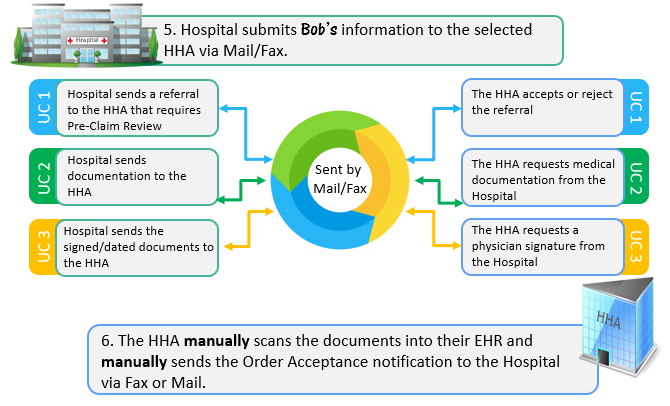 5. Hospital submits Bob's information to the selected
HHA via Mail/Fax.
Hospital
UC 1
Hospital sends a referral
to the HHA that requires
Pre-Claim Review
The HHA accepts or reject
the referral
UC 1
UC 2
Hospital sends
documentation to the
HHA
Sent by
Mail/Fax
The HHA requests medical
documentation from the
Hospital
UC 2
UC 3
Hospital sends the
signed/dated documents to
the HHA
The HHA requests a
physician signature from
the Hospital
UC 3
HHA
6. The HHA manually scans the documents into their EHR and
manually sends the Order Acceptance notification to the Hospital
via Fax or Mail.